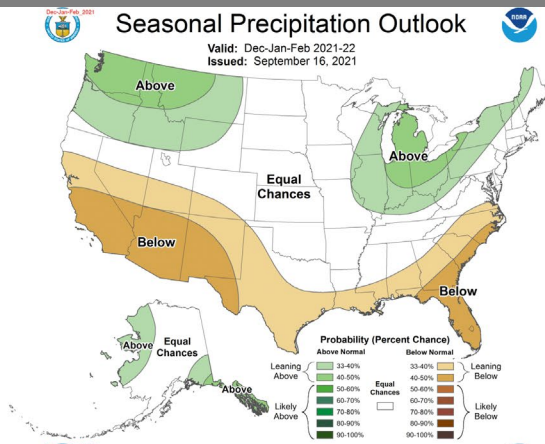 Dec-Jan-Feb_2021
Seasonal Precipitation Outlook
NOAA
Valid: Dec-Jan-Feb 2021-22
Issued: September 16, 2021
Above
Above
Equal
Chances
Below
Below
Above
Equal
Chances
Above
Probability (Percent Chance)
Above Normal
Below Normal
Leaning
Above
33-40%
40-50%
50-60%
Likely
Above
60-70%
70-80%
80-90%
90-100%
Equal
Chances
33-40%
40-50%
50-60%
60-70%
70-80%
80-90%
90-100%
Leaning
Below
Likely
Below